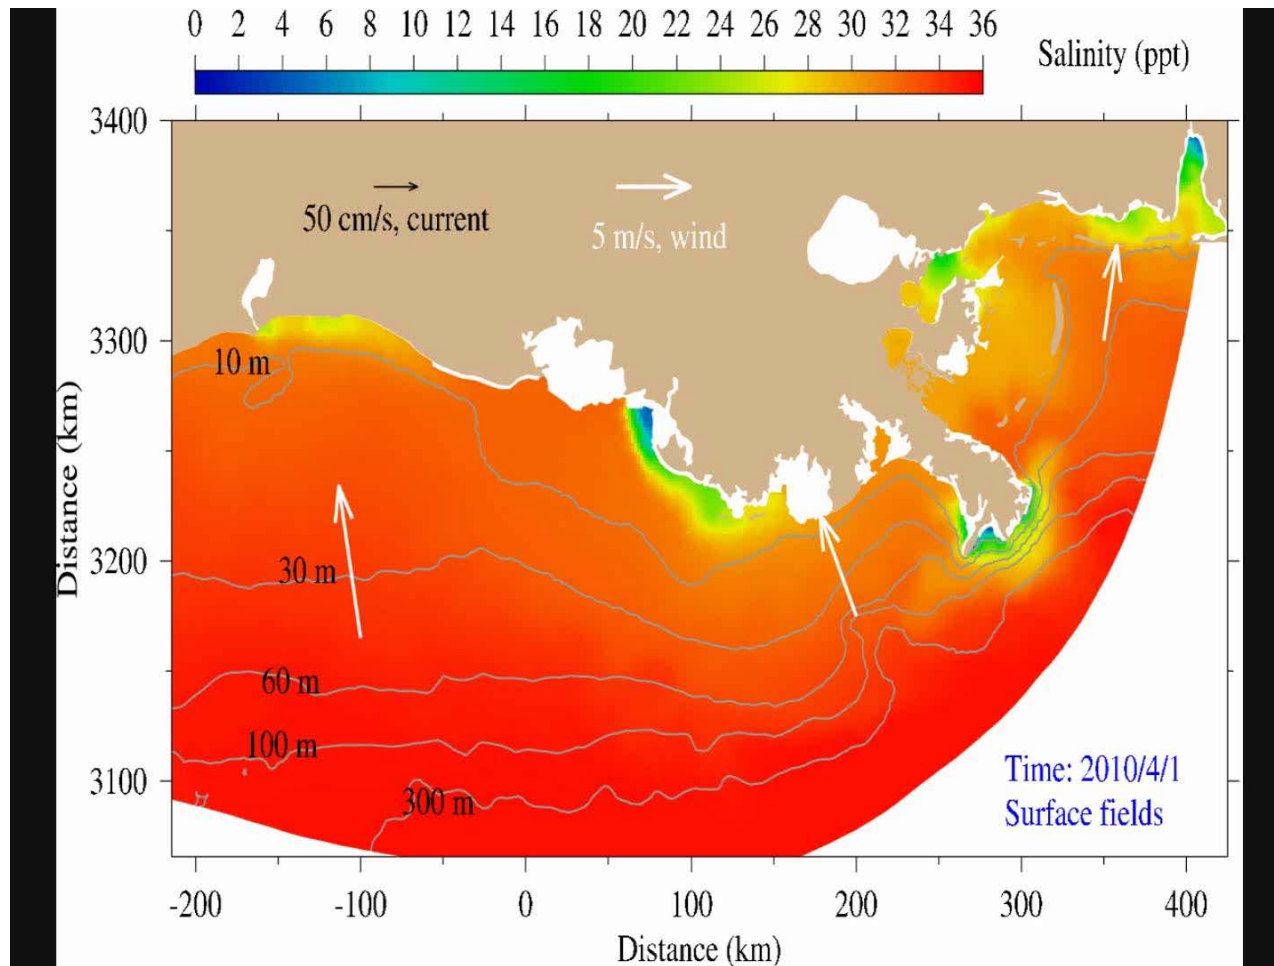 0 2 4 6 8 10 12 14 16 18 20 22 24 26 28 30 32 34 36
Salinity (ppt)
3400
3300
3200
3100
Distance (km)
50 cm/s, current
5 m/s, wind
10 m
30 m
60 m
100 m
300 m
Time: 2010/4/1
Surface fields
-200 -100 0 100 200 300 400
Distance (km)